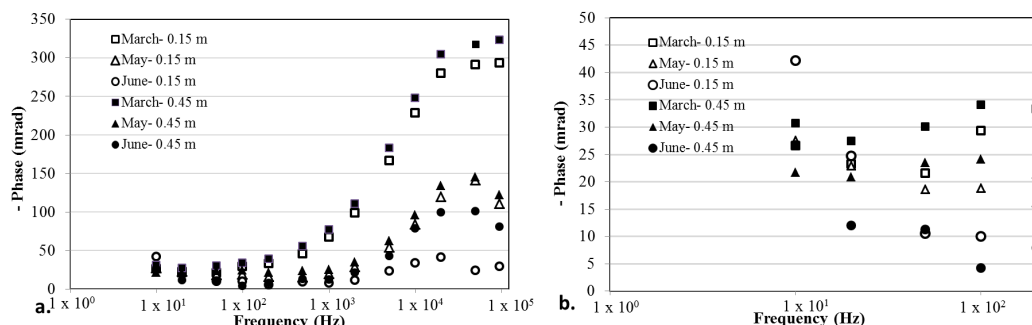 350
300
250
200
150
100
50
0
- Phase (mrad)
March- 0.15 m
May- 0.15 m
June- 0.15 m
March- 0.45 m
May- 0.45 m
June- 0.45 m
1 x 10⁰
1 x 10¹
1 x 10²
1 x 10³
1 x 10⁴
1 x 10⁵
a.
Frequency (Hz)
50
45
40
35
30
25
20
15
10
5
0
- Phase (mrad)
March- 0.15 m
May- 0.15 m
June- 0.15 m
March- 0.45 m
May- 0.45 m
June- 0.45 m
1 x 10⁰
1 x 10¹
1 x 10²
b.
Frequency (Hz)